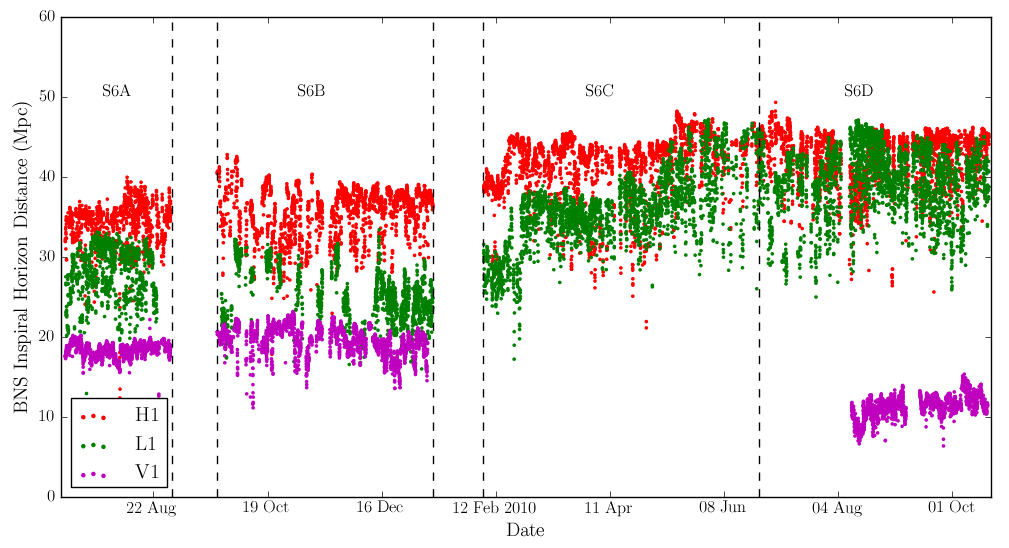 60
50
40
30
20
10
0
BNS Inspiral Horizon Distance (Mpc)
S6A
S6B
S6C
S6D
H1
L1
V1
22 Aug
19 Oct
16 Dec
12 Feb 2010
11 Apr
08 Jun
04 Aug
01 Oct
Date